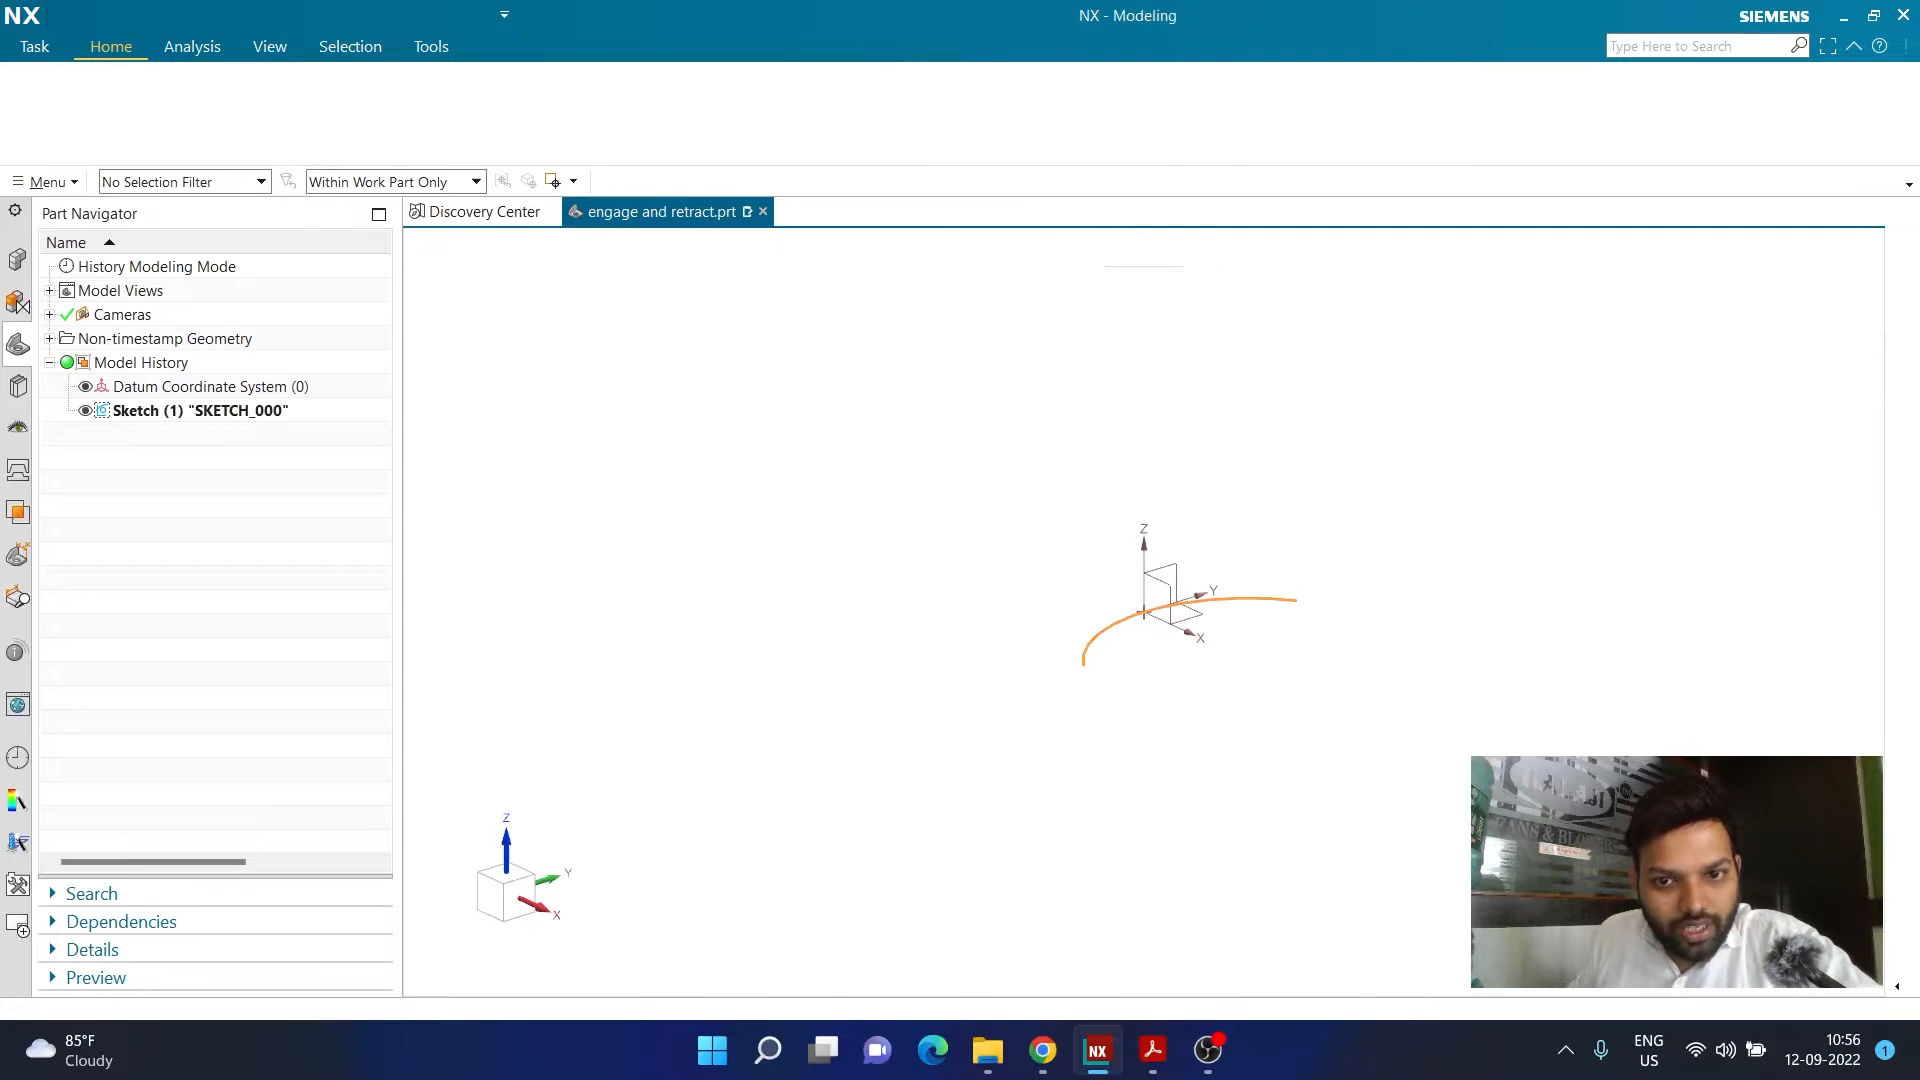 NX
NX - Modeling
SIEMENS
Task
Home
Analysis
View
Selection
Tools
Type Here to Search
Menu
No Selection Filter
Within Work Part Only
Part Navigator
Discovery Center
engage and retract.prt
Name
History Modeling Mode
Model Views
Cameras
Non-timestamp Geometry
Model History
Datum Coordinate System (0)
Sketch (1) "SKETCH_000"
Z
Y
X
Z
Y
X
Search
Dependencies
Details
Preview
85°F
Cloudy
NX
ENG
US
10:56
12-09-2022
1